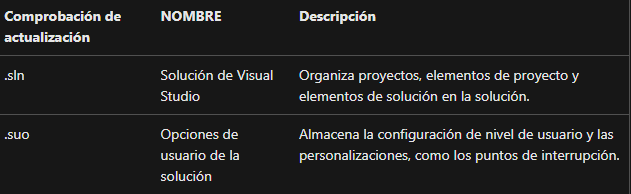 Comprobación de NOMBRE Descripción
actualización
.sln Solución de Visual Organiza proyectos, elementos de proyecto y
Studio elementos de solución en la solución.
.suo Opciones de Almacena la configuración de nivel de usuario y las
usuario de la personalizaciones, como los puntos de interrupción.
solución